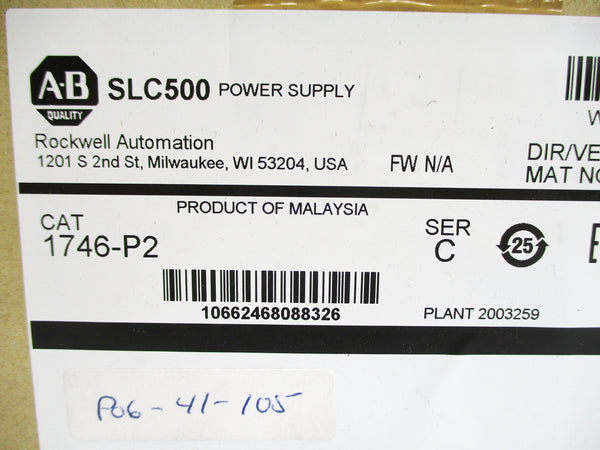 A-B
QUALITY
SLC500 POWER SUPPLY
Rockwell Automation
1201 S 2nd St, Milwaukee, WI 53204, USA
FW N/A
DIR/VE
MAT NO
PRODUCT OF MALAYSIA
CAT
1746-P2
SER
C
25
10662468088326
PLANT 2003259
P06-41-105